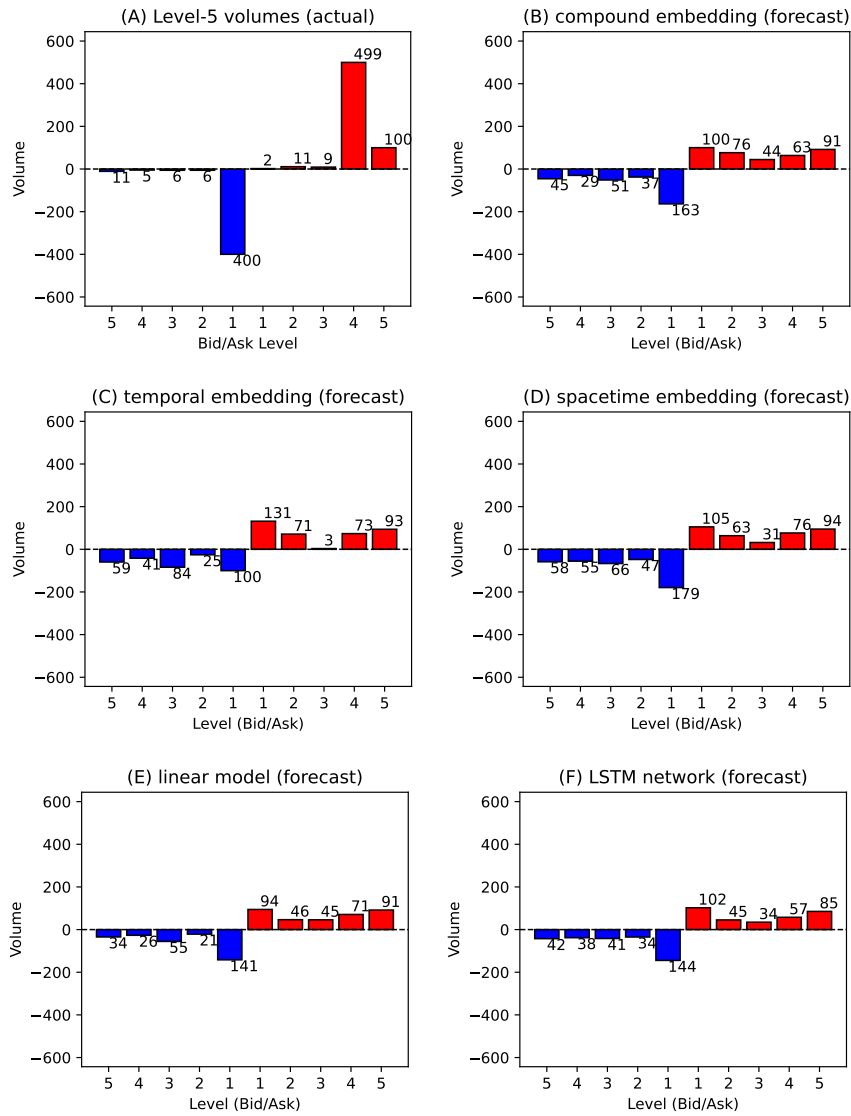 (A) Level-5 volumes (actual)
600
400
200
0
−200
−400
−600
Volume
11 5 6 6 400 2 11 9 499 100
5 4 3 2 1 1 2 3 4 5
Bid/Ask Level
(B) compound embedding (forecast)
600
400
200
0
−200
−400
−600
Volume
45 29 51 37 163 100 76 44 63 91
5 4 3 2 1 1 2 3 4 5
Level (Bid/Ask)
(C) temporal embedding (forecast)
600
400
200
0
−200
−400
−600
Volume
59 41 84 25 100 131 71 3 73 93
5 4 3 2 1 1 2 3 4 5
Level (Bid/Ask)
(D) spacetime embedding (forecast)
600
400
200
0
−200
−400
−600
Volume
58 55 66 47 179 105 63 31 76 94
5 4 3 2 1 1 2 3 4 5
Level (Bid/Ask)
(E) linear model (forecast)
600
400
200
0
−200
−400
−600
Volume
34 26 55 21 141 94 46 45 71 91
5 4 3 2 1 1 2 3 4 5
Level (Bid/Ask)
(F) LSTM network (forecast)
600
400
200
0
−200
−400
−600
Volume
42 38 41 34 144 102 45 34 57 85
5 4 3 2 1 1 2 3 4 5
Level (Bid/Ask)